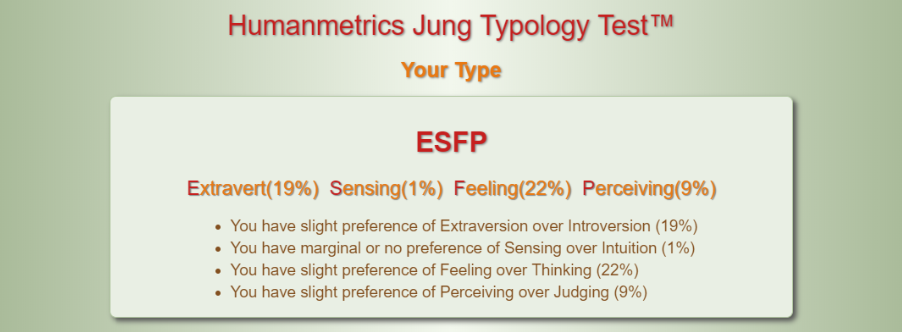 Humanmetrics Jung Typology Test™
Your Type
ESFP
Extravert(19%) Sensing(1%) Feeling(22%) Perceiving(9%)
• You have slight preference of Extraversion over Introversion (19%)
• You have marginal or no preference of Sensing over Intuition (1%)
• You have slight preference of Feeling over Thinking (22%)
• You have slight preference of Perceiving over Judging (9%)